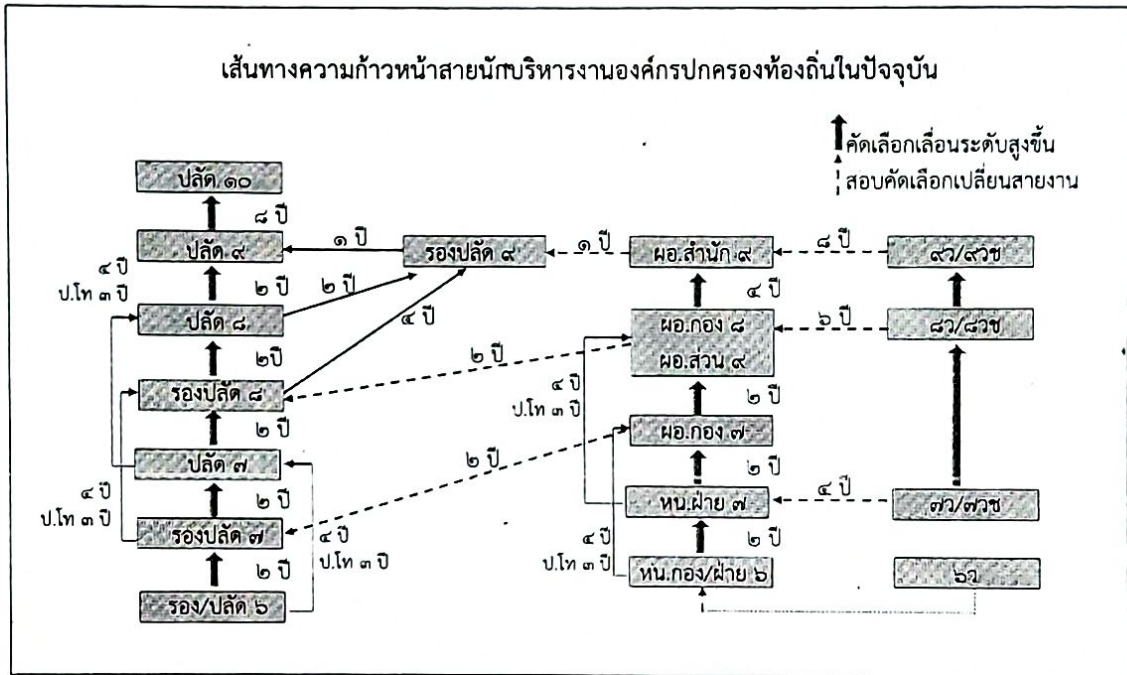 เส้นทางความก้าวหน้าสายนักบริหารงานองค์กรปกครองท้องถิ่นในปัจจุบัน
คัดเลือกเลื่อนระดับสูงขึ้น
สอบคัดเลือกเปลี่ยนสายงาน
ปลัด ๑๐
๘ ปี
ปลัด ๙
๑ ปี
รองปลัด ๙
๑ ปี
ผอ.สำนัก ๙
๘ ปี
๙ว/๙วช
๔ ปี
ป.โท ๓ ปี
๒ ปี
๒ ปี
๔ ปี
๔ ปี
ปลัด ๘
ผอ.กอง ๘
ผอ.ส่วน ๙
๖ ปี
๘ว/๘วช
๒ปี
๒ ปี
รองปลัด ๘
๔ ปี
ป.โท ๓ ปี
๒ ปี
๒ ปี
ผอ.กอง ๗
ปลัด ๗
๒ ปี
๒ ปี
๔ ปี
ป.โท ๓ ปี
๒ ปี
หน.ฝ่าย ๗
๔ ปี
๗ว/๗วช
รองปลัด ๗
๔ ปี
ป.โท ๓ ปี
๔ ปี
ป.โท ๓ ปี
๒ ปี
๒ ปี
หน.กอง/ฝ่าย ๖
๖ว
รอง/ปลัด ๖